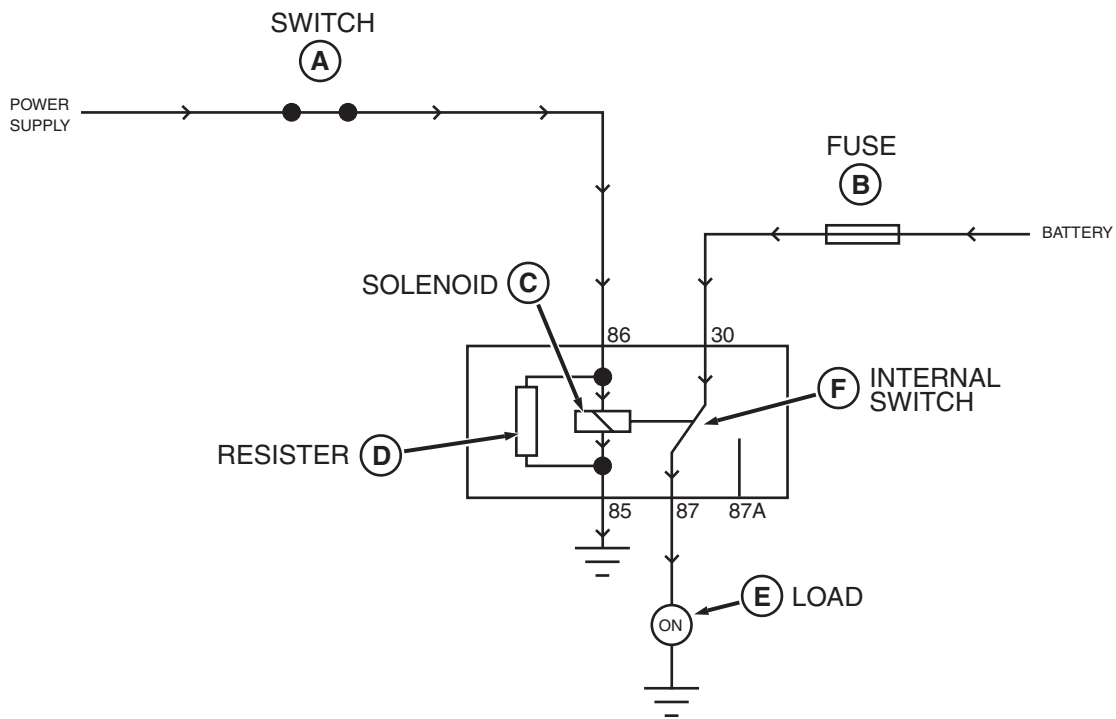 SWITCH
A
POWER
SUPPLY
FUSE
B
BATTERY
SOLENOID C
86
30
F INTERNAL
SWITCH
RESISTER D
85
87
87A
E LOAD
ON